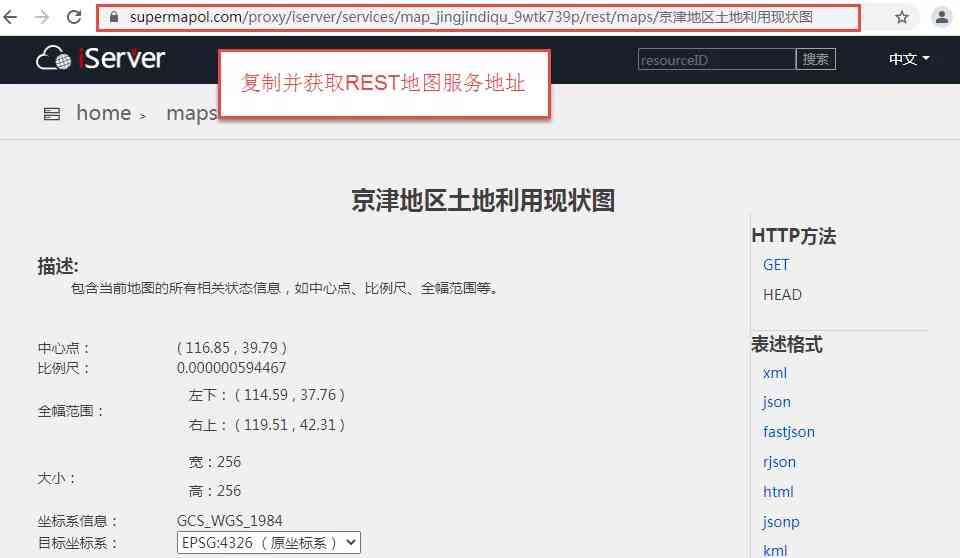 supermapol.com/proxy/iserver/services/map_jingjindiqu_9wtk739p/rest/maps/京津地区土地利用现状图
iServer
resourceID 搜索 中文
复制并获取REST地图服务地址
home > maps
京津地区土地利用现状图
描述:
包含当前地图的所有相关状态信息，如中心点、比例尺、全幅范围等。
中心点： ( 116.85 , 39.79 )
比例尺： 0.000000594467
全幅范围：
左下：( 114.59 , 37.76 )
右上：( 119.51 , 42.31 )
大小：
宽：256
高：256
坐标系信息： GCS_WGS_1984
目标坐标系： EPSG:4326（原坐标系）
HTTP方法
GET
HEAD
表述格式
xml
json
fastjson
rjson
html
jsonp
kml